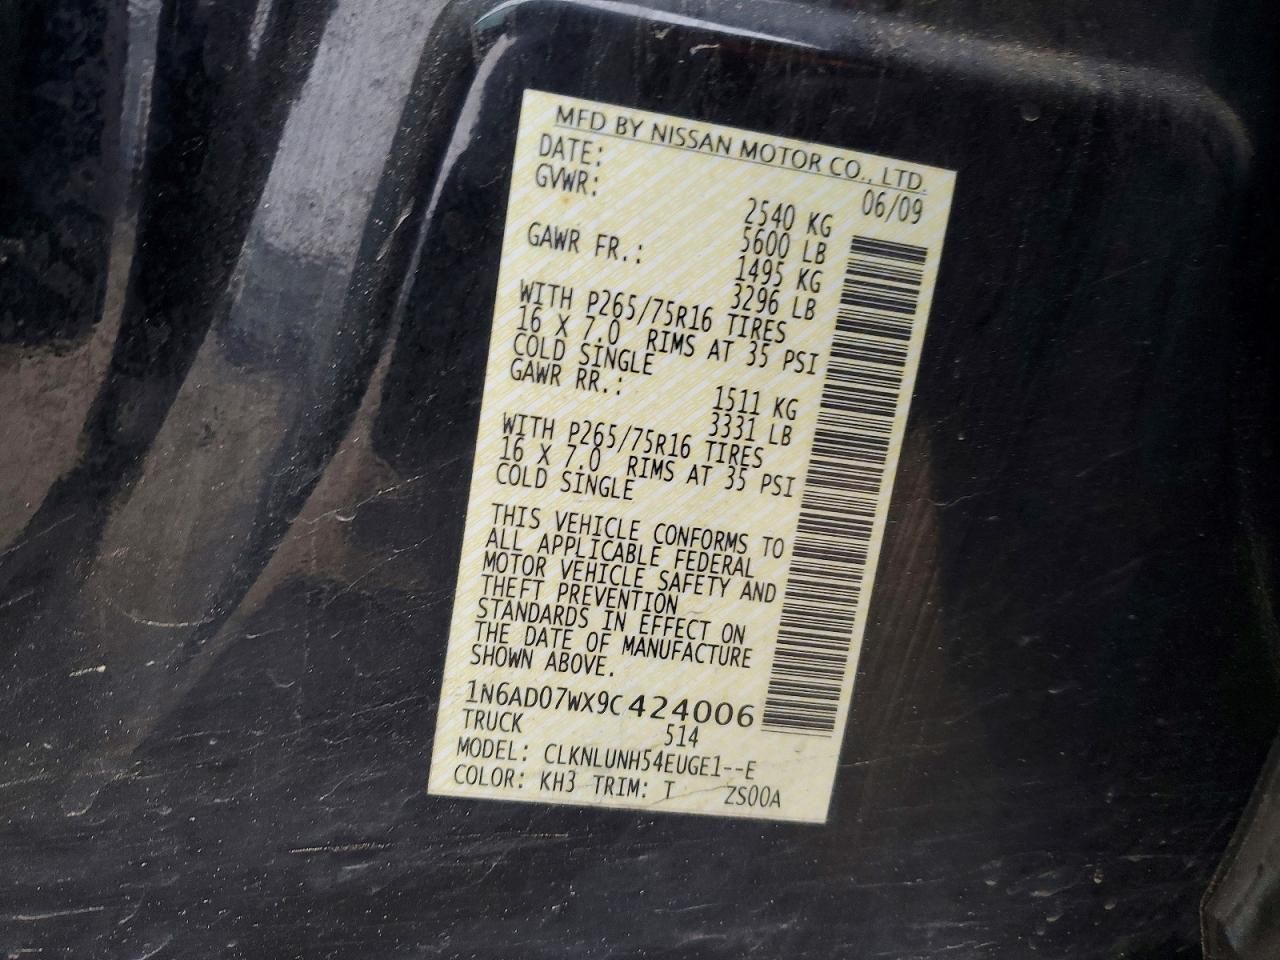 MFD BY NISSAN MOTOR CO., LTD.
DATE: 06/09
GVWR: 2540 KG
5600 LB
GAWR FR.: 1495 KG
3296 LB
WITH P265/75R16 TIRES
16 X 7.0 RIMS AT 35 PSI
COLD SINGLE
GAWR RR.: 1511 KG
3331 LB
WITH P265/75R16 TIRES
16 X 7.0 RIMS AT 35 PSI
COLD SINGLE
THIS VEHICLE CONFORMS TO
ALL APPLICABLE FEDERAL
MOTOR VEHICLE SAFETY AND
THEFT PREVENTION
STANDARDS IN EFFECT ON
THE DATE OF MANUFACTURE
SHOWN ABOVE.
1N6AD07WX9C424006
TRUCK 514
MODEL: CLKNLUNH54EUGE1--E
COLOR: KH3 TRIM: T ZS00A